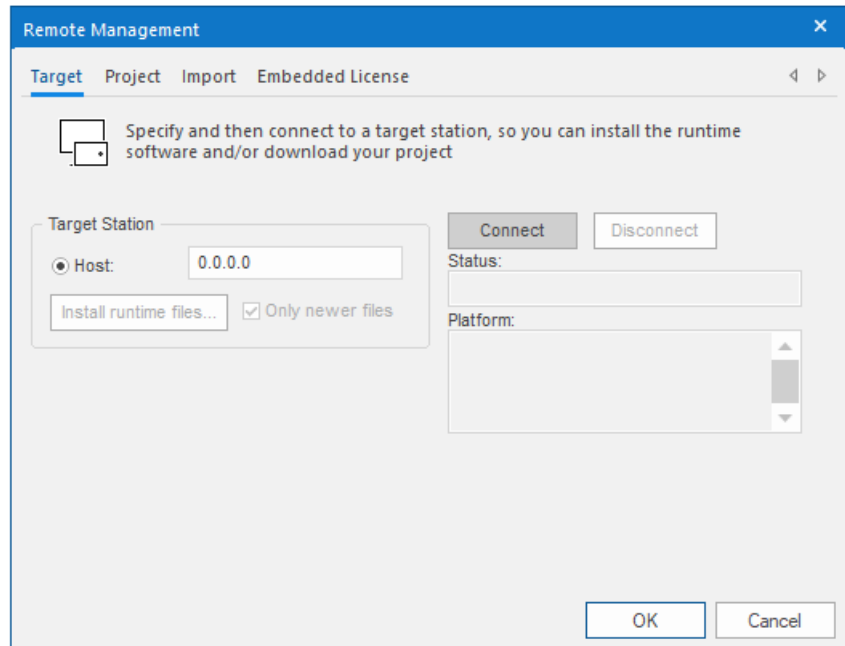 Remote Management
Target Project Import Embedded License
Specify and then connect to a target station, so you can install the runtime
software and/or download your project
Target Station
Host: 0.0.0.0
Install runtime files... Only newer files
Connect Disconnect
Status:
Platform:
OK Cancel